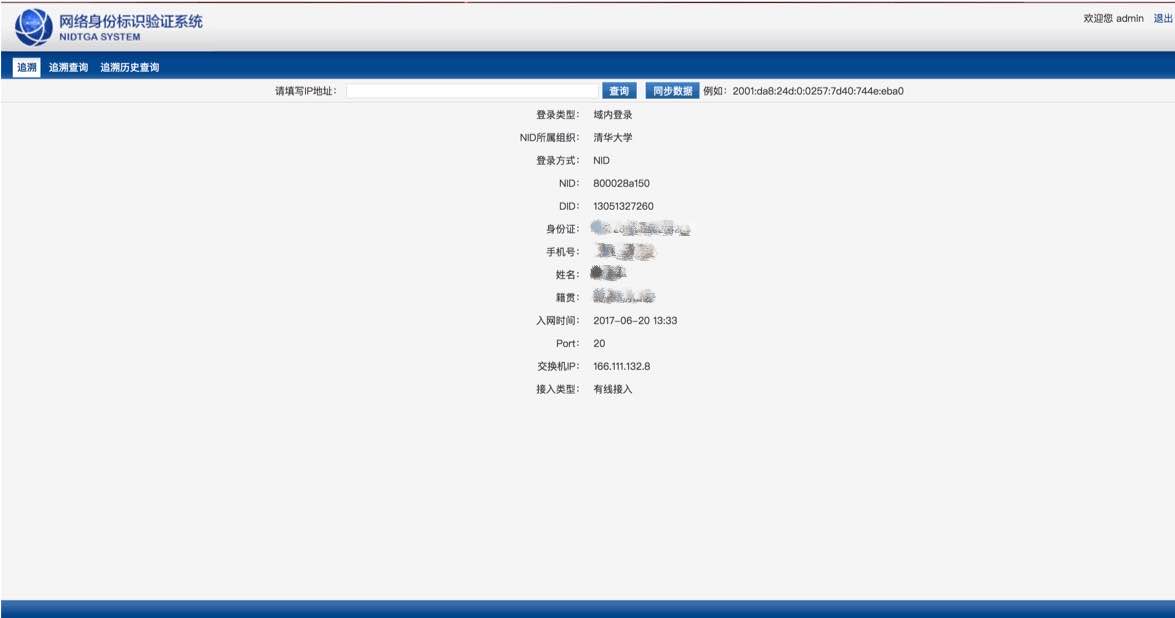 网络身份标识验证系统
NIDTGA SYSTEM
欢迎您 admin 退出
追溯 追溯查询 追溯历史查询
请填写IP地址: 查询 同步数据 例如: 2001:da8:24d:0:0257:7d40:744e:eba0
登录类型: 域内登录
NID所属组织: 清华大学
登录方式: NID
NID: 800028a150
DID: 13051327260
身份证:
手机号:
姓名:
籍贯:
入网时间: 2017-06-20 13:33
Port: 20
交换机IP: 166.111.132.8
接入类型: 有线接入